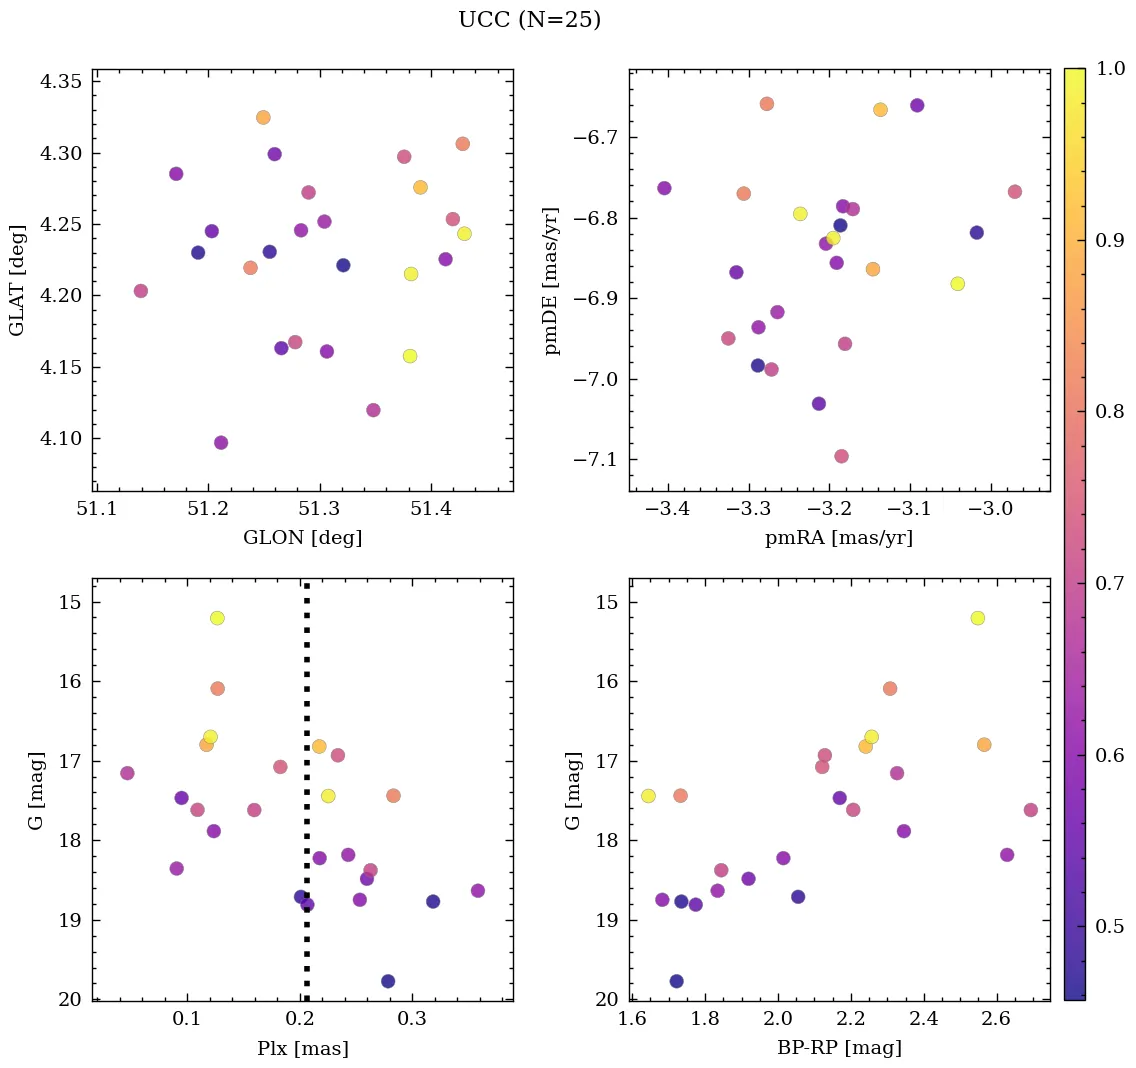 UCC (N=25)
4.35
4.30
4.25
4.20
4.15
4.10
51.1 51.2 51.3 51.4
GLON [deg]
GLAT [deg]
−6.7
−6.8
−6.9
−7.0
−7.1
−3.4 −3.3 −3.2 −3.1 −3.0
pmRA [mas/yr]
pmDE [mas/yr]
1.0
0.9
0.8
0.7
0.6
0.5
15
16
17
18
19
20
0.1 0.2 0.3
Plx [mas]
G [mag]
15
16
17
18
19
20
1.6 1.8 2.0 2.2 2.4 2.6
BP-RP [mag]
G [mag]